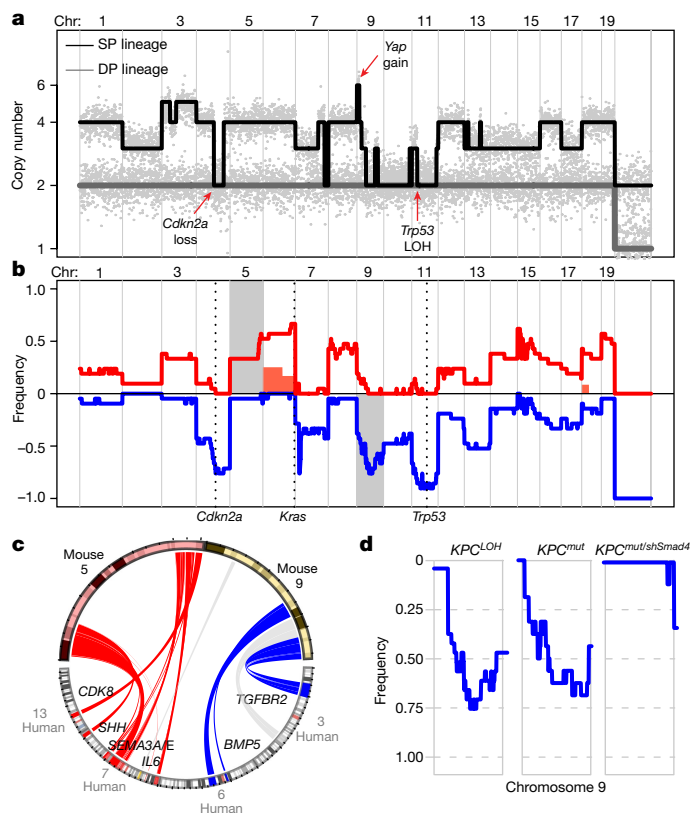 a
Chr: 1 3 5 7 9 11 13 15 17 19
SP lineage
DP lineage
Yap
gain
Copy number
6
4
2
1
Cdkn2a
loss
Trp53
LOH
b
Chr: 1 3 5 7 9 11 13 15 17 19
Frequency
1.0
0.5
0
−0.5
−1.0
Cdkn2a Kras Trp53
c
Mouse
5
Mouse
9
CDK8
SHH
SEMA3A/E
IL6
TGFBR2
BMP5
13
Human
7
Human
6
Human
3
Human
d
KPC^LOH KPC^mut KPC^mut/shSmad4
Frequency
0
0.25
0.50
0.75
1.00
Chromosome 9